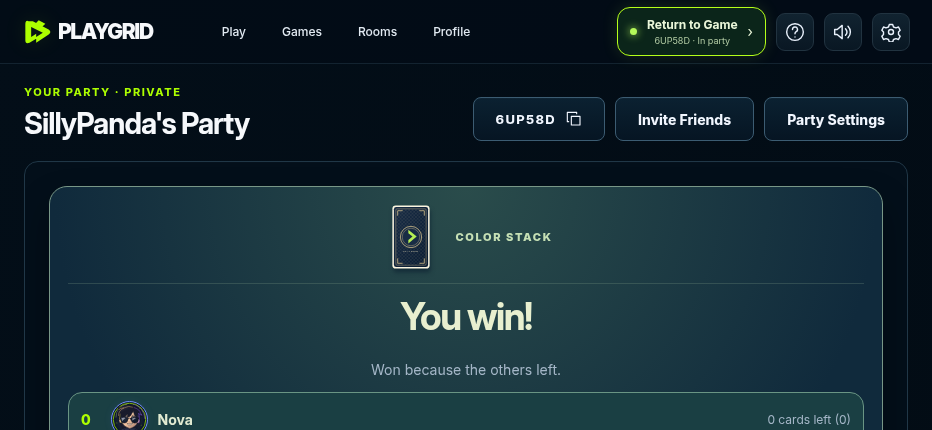 PLAYGRID
Play
Games
Rooms
Profile
Return to Game
6UP58D · In party
YOUR PARTY · PRIVATE
SillyPanda's Party
6UP58D
Invite Friends
Party Settings
COLOR STACK
You win!
Won because the others left.
0
Nova
0 cards left (0)